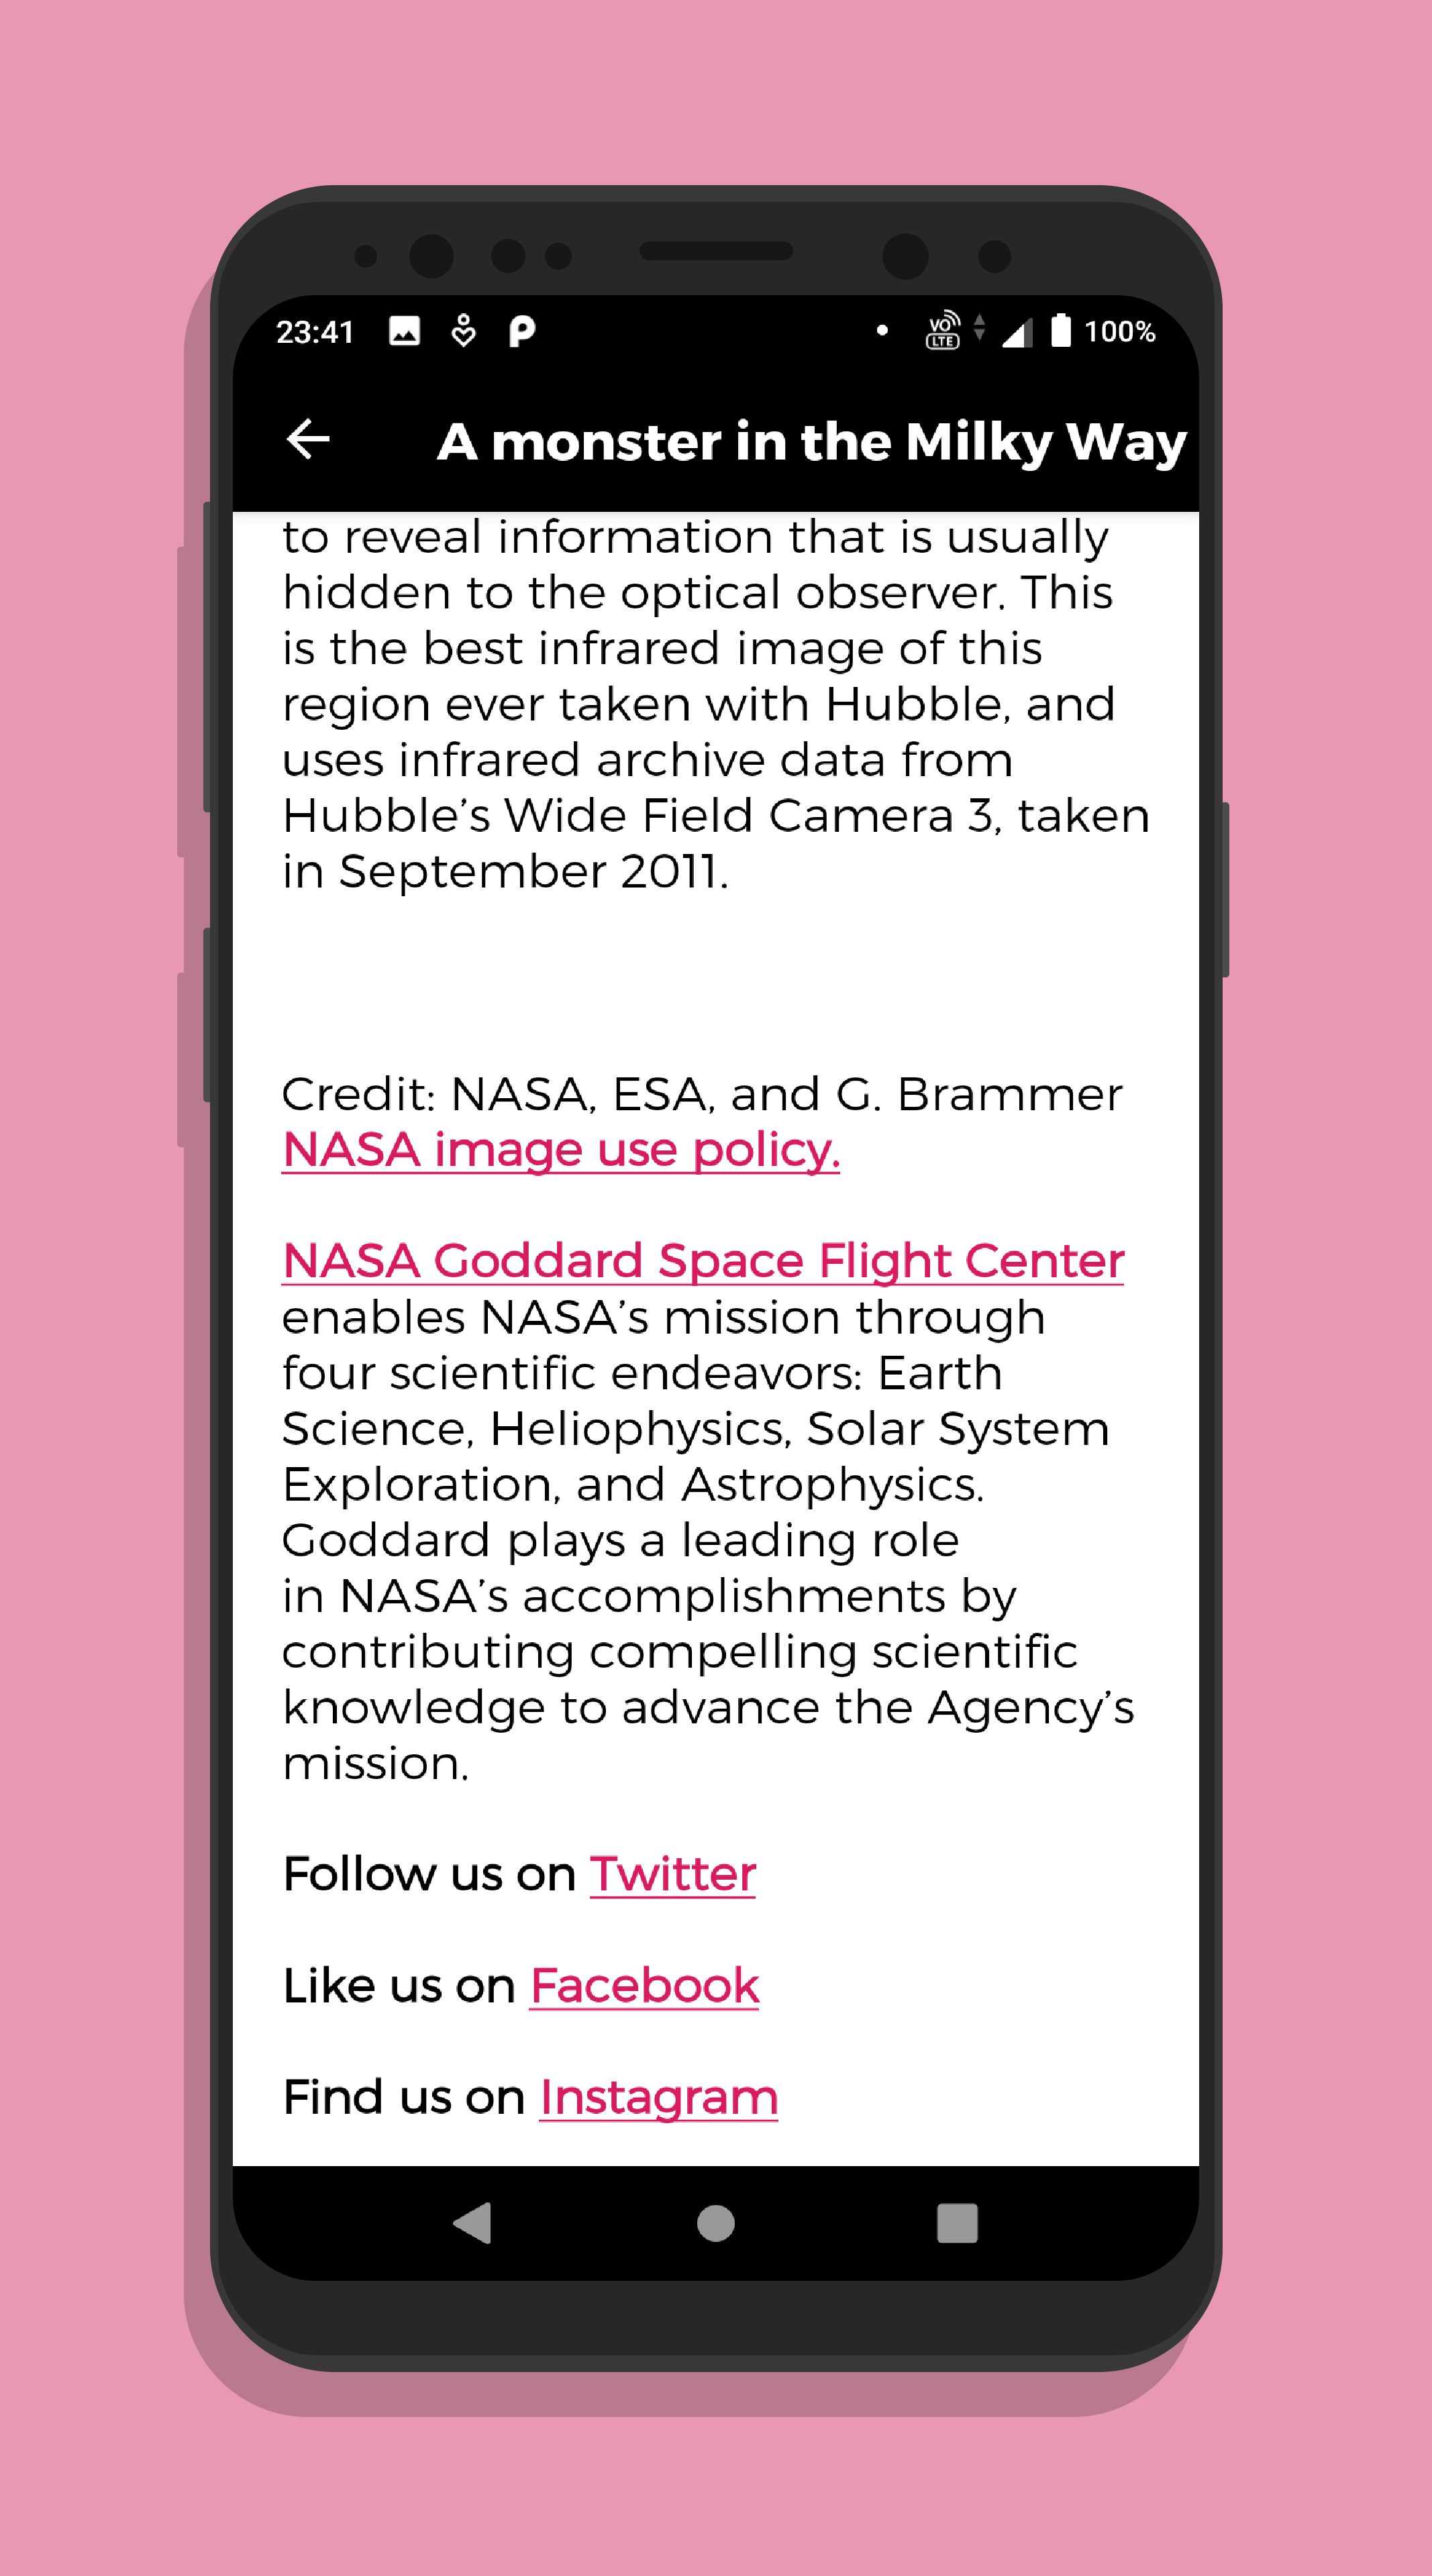 23:41
VO LTE
100%
A monster in the Milky Way
to reveal information that is usually
hidden to the optical observer. This
is the best infrared image of this
region ever taken with Hubble, and
uses infrared archive data from
Hubble’s Wide Field Camera 3, taken
in September 2011.
Credit: NASA, ESA, and G. Brammer
NASA image use policy.
NASA Goddard Space Flight Center
enables NASA’s mission through
four scientific endeavors: Earth
Science, Heliophysics, Solar System
Exploration, and Astrophysics.
Goddard plays a leading role
in NASA’s accomplishments by
contributing compelling scientific
knowledge to advance the Agency’s
mission.
Follow us on Twitter
Like us on Facebook
Find us on Instagram